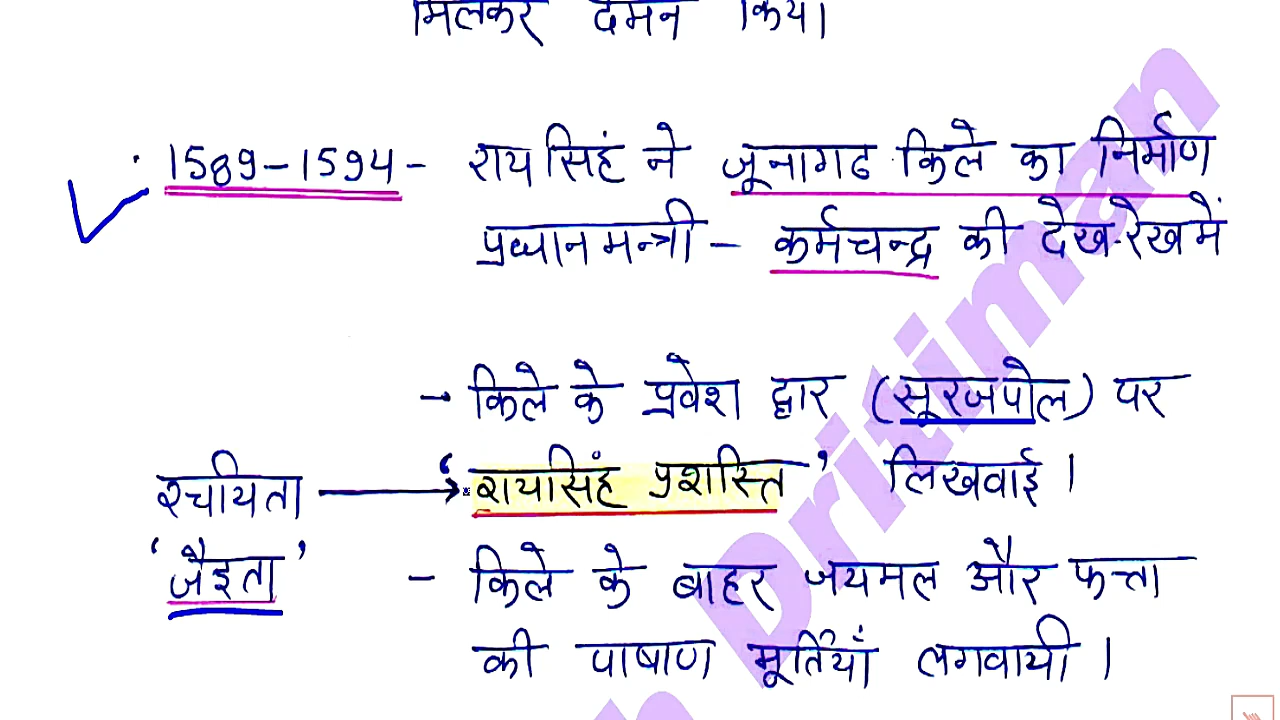 मिलकर दमन किया।
1589-1594 - रायसिहं ने जूनागढ किले का निर्माण
प्रधानमन्त्री - कर्मचन्द्र की देख-रेख में
- किले के प्रवेश द्वार (सूरजपोल) पर
रचयिता → 'रायसिहं प्रशस्ति' लिखवाई।
'जैइता' - किले के बाहर जयमल और फत्ता
की पाषाण मूर्तियाँ लगवायी।
Dritiman